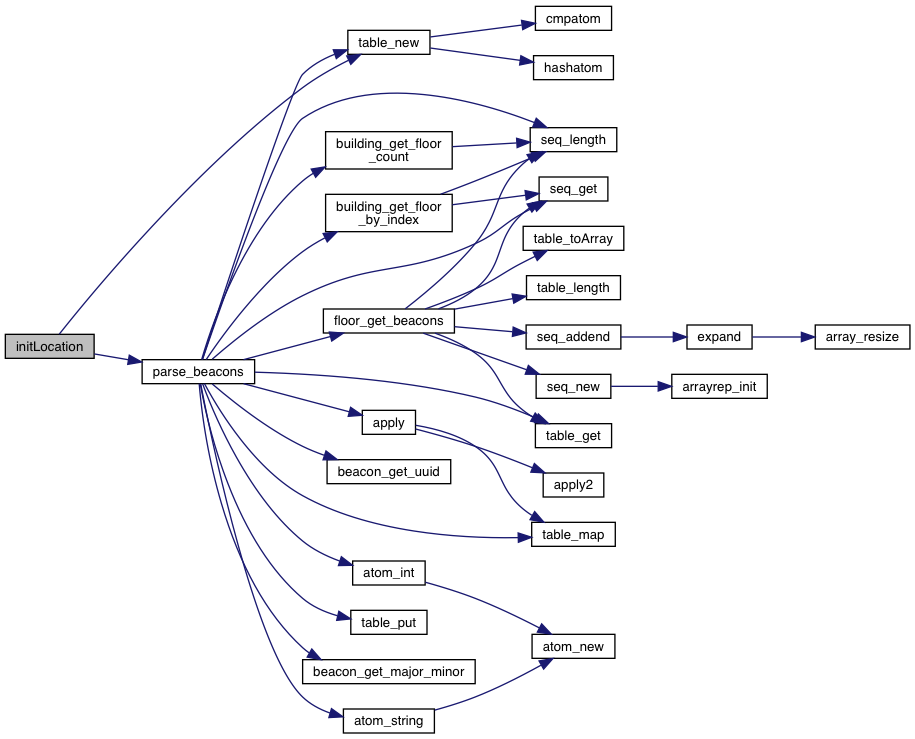 cmpatom
table_new
hashatom
seq_length
building_get_floor
_count
seq_get
building_get_floor
_by_index
table_toArray
table_length
floor_get_beacons
seq_addend
expand
array_resize
initLocation
parse_beacons
seq_new
arrayrep_init
apply
table_get
beacon_get_uuid
apply2
table_map
atom_int
table_put
atom_new
beacon_get_major_minor
atom_string